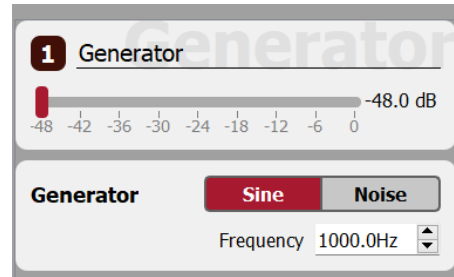 Generator
1 Generator
-48.0 dB
-48 -42 -36 -30 -24 -18 -12 -6 0
Generator Sine Noise
Frequency 1000.0Hz